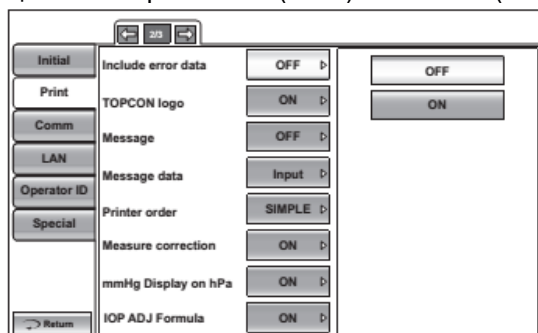 2/3
Initial
Print
Comm
LAN
Operator ID
Special
Return
Include error data OFF
TOPCON logo ON
Message OFF
Message data Input
Printer order SIMPLE
Measure correction ON
mmHg Display on hPa ON
IOP ADJ Formula ON
OFF
ON